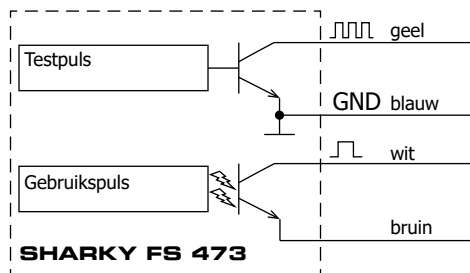 geel
Testpuls
GND blauw
wit
Gebruikspuls
bruin
SHARKY FS 473